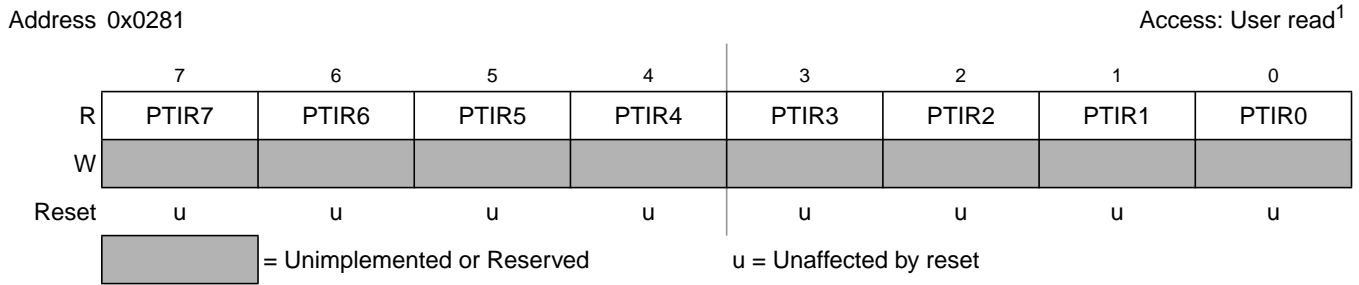 Address 0x0281 Access: User read1
7 6 5 4 3 2 1 0
R PTIR7 PTIR6 PTIR5 PTIR4 PTIR3 PTIR2 PTIR1 PTIR0
W
Reset u u u u u u u u
= Unimplemented or Reserved u = Unaffected by reset